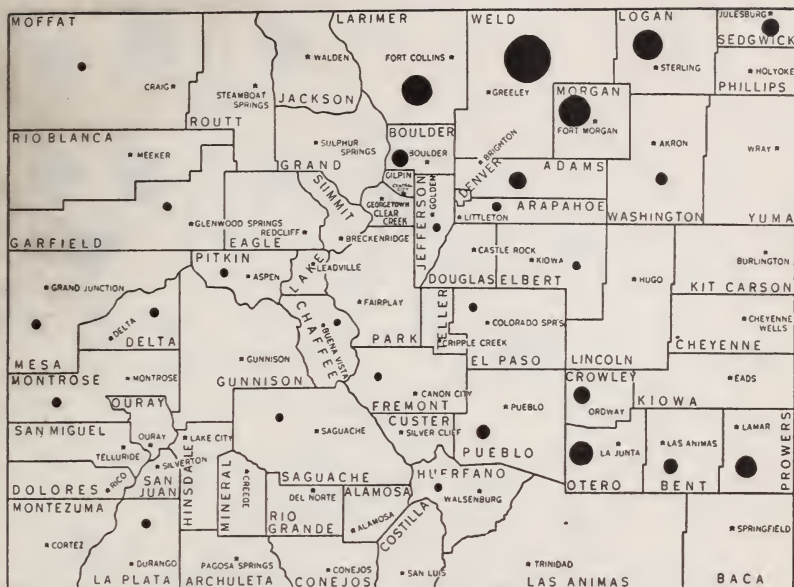 MOFFAT
CRAIG
ROUTT
STEAMBOAT
SPRINGS
WALDEN
JACKSON
LARIMER
FORT COLLINS
WELD
GREELEY
LOGAN
STERLING
JULESBURG
SEDGWICK
HOLYOKE
PHILLIPS
MORGAN
FORT MORGAN
RIO BLANCA
MEEKER
SULPHUR
SPRINGS
GRAND
BOULDER
BOULDER
GILPIN
BRIGHTON
ADAMS
AKRON
WASHINGTON
WRAY
YUMA
GARFIELD
GLENWOOD SPRINGS
REDCLIFF
EAGLE
SUMMIT
BRECKENRIDGE
GEORGETOWN
CLEAR
CREEK
JEFFERSON
GOLDEN
DENVER
LITTLETON
ARAPAHOE
PITKIN
ASPEN
LAKE
LEADVILLE
CASTLE ROCK
DOUGLAS
KIOWA
ELBERT
HUGO
LINCOLN
BURLINGTON
KIT CARSON
GRAND JUNCTION
MESA
DELTA
DELTA
FAIRPLAY
PARK
TELLER
CRIPPLE CREEK
COLORADO SPR'S.
EL PASO
CHEYENNE
WELLS
CHEYENNE
MONTROSE
MONTROSE
GUNNISON
GUNNISON
CHAFFEE
BUENA VISTA
CANON CITY
FREMONT
PUEBLO
PUEBLO
CROWLEY
ORDWAY
EADS
KIOWA
OURAY
OURAY
SAN MIGUEL
TELLURIDE
LAKE CITY
SILVERTON
SAN
JUAN
HINSDALE
SAGUACHE
SAGUACHE
CUSTER
SILVER CLIFF
LA JUNTA
OTERO
LAS ANIMAS
BENT
LAMAR
PROWERS
DOLORES
RICO
MINERAL
CREEDE
DEL NORTE
RIO
GRANDE
ALAMOSA
ALAMOSA
HUERFANO
WALSENBURG
COSTILLA
MONTEZUMA
CORTEZ
DURANGO
LA PLATA
PAGOSA SPRINGS
ARCHULETA
CONEJOS
CONEJOS
SAN LUIS
TRINIDAD
LAS ANIMAS
SPRINGFIELD
BACA